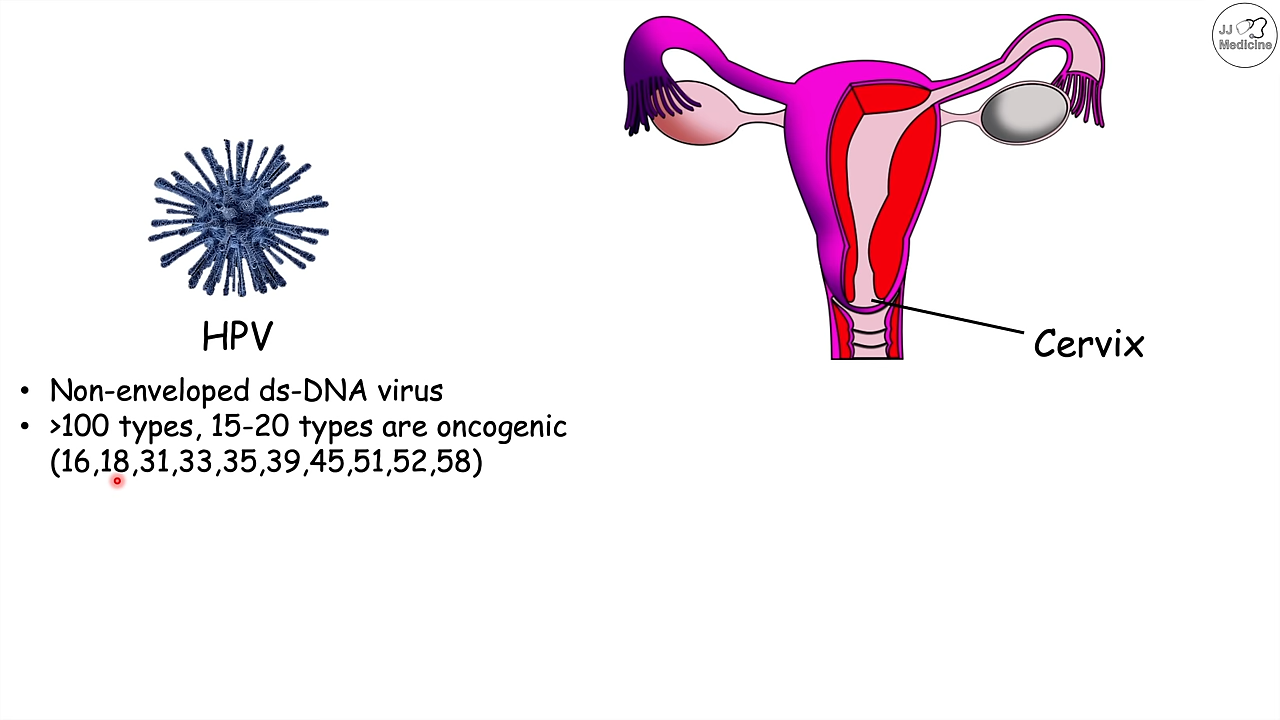 JJ
Medicine
HPV
Cervix
• Non-enveloped ds-DNA virus
• >100 types, 15-20 types are oncogenic
(16,18,31,33,35,39,45,51,52,58)